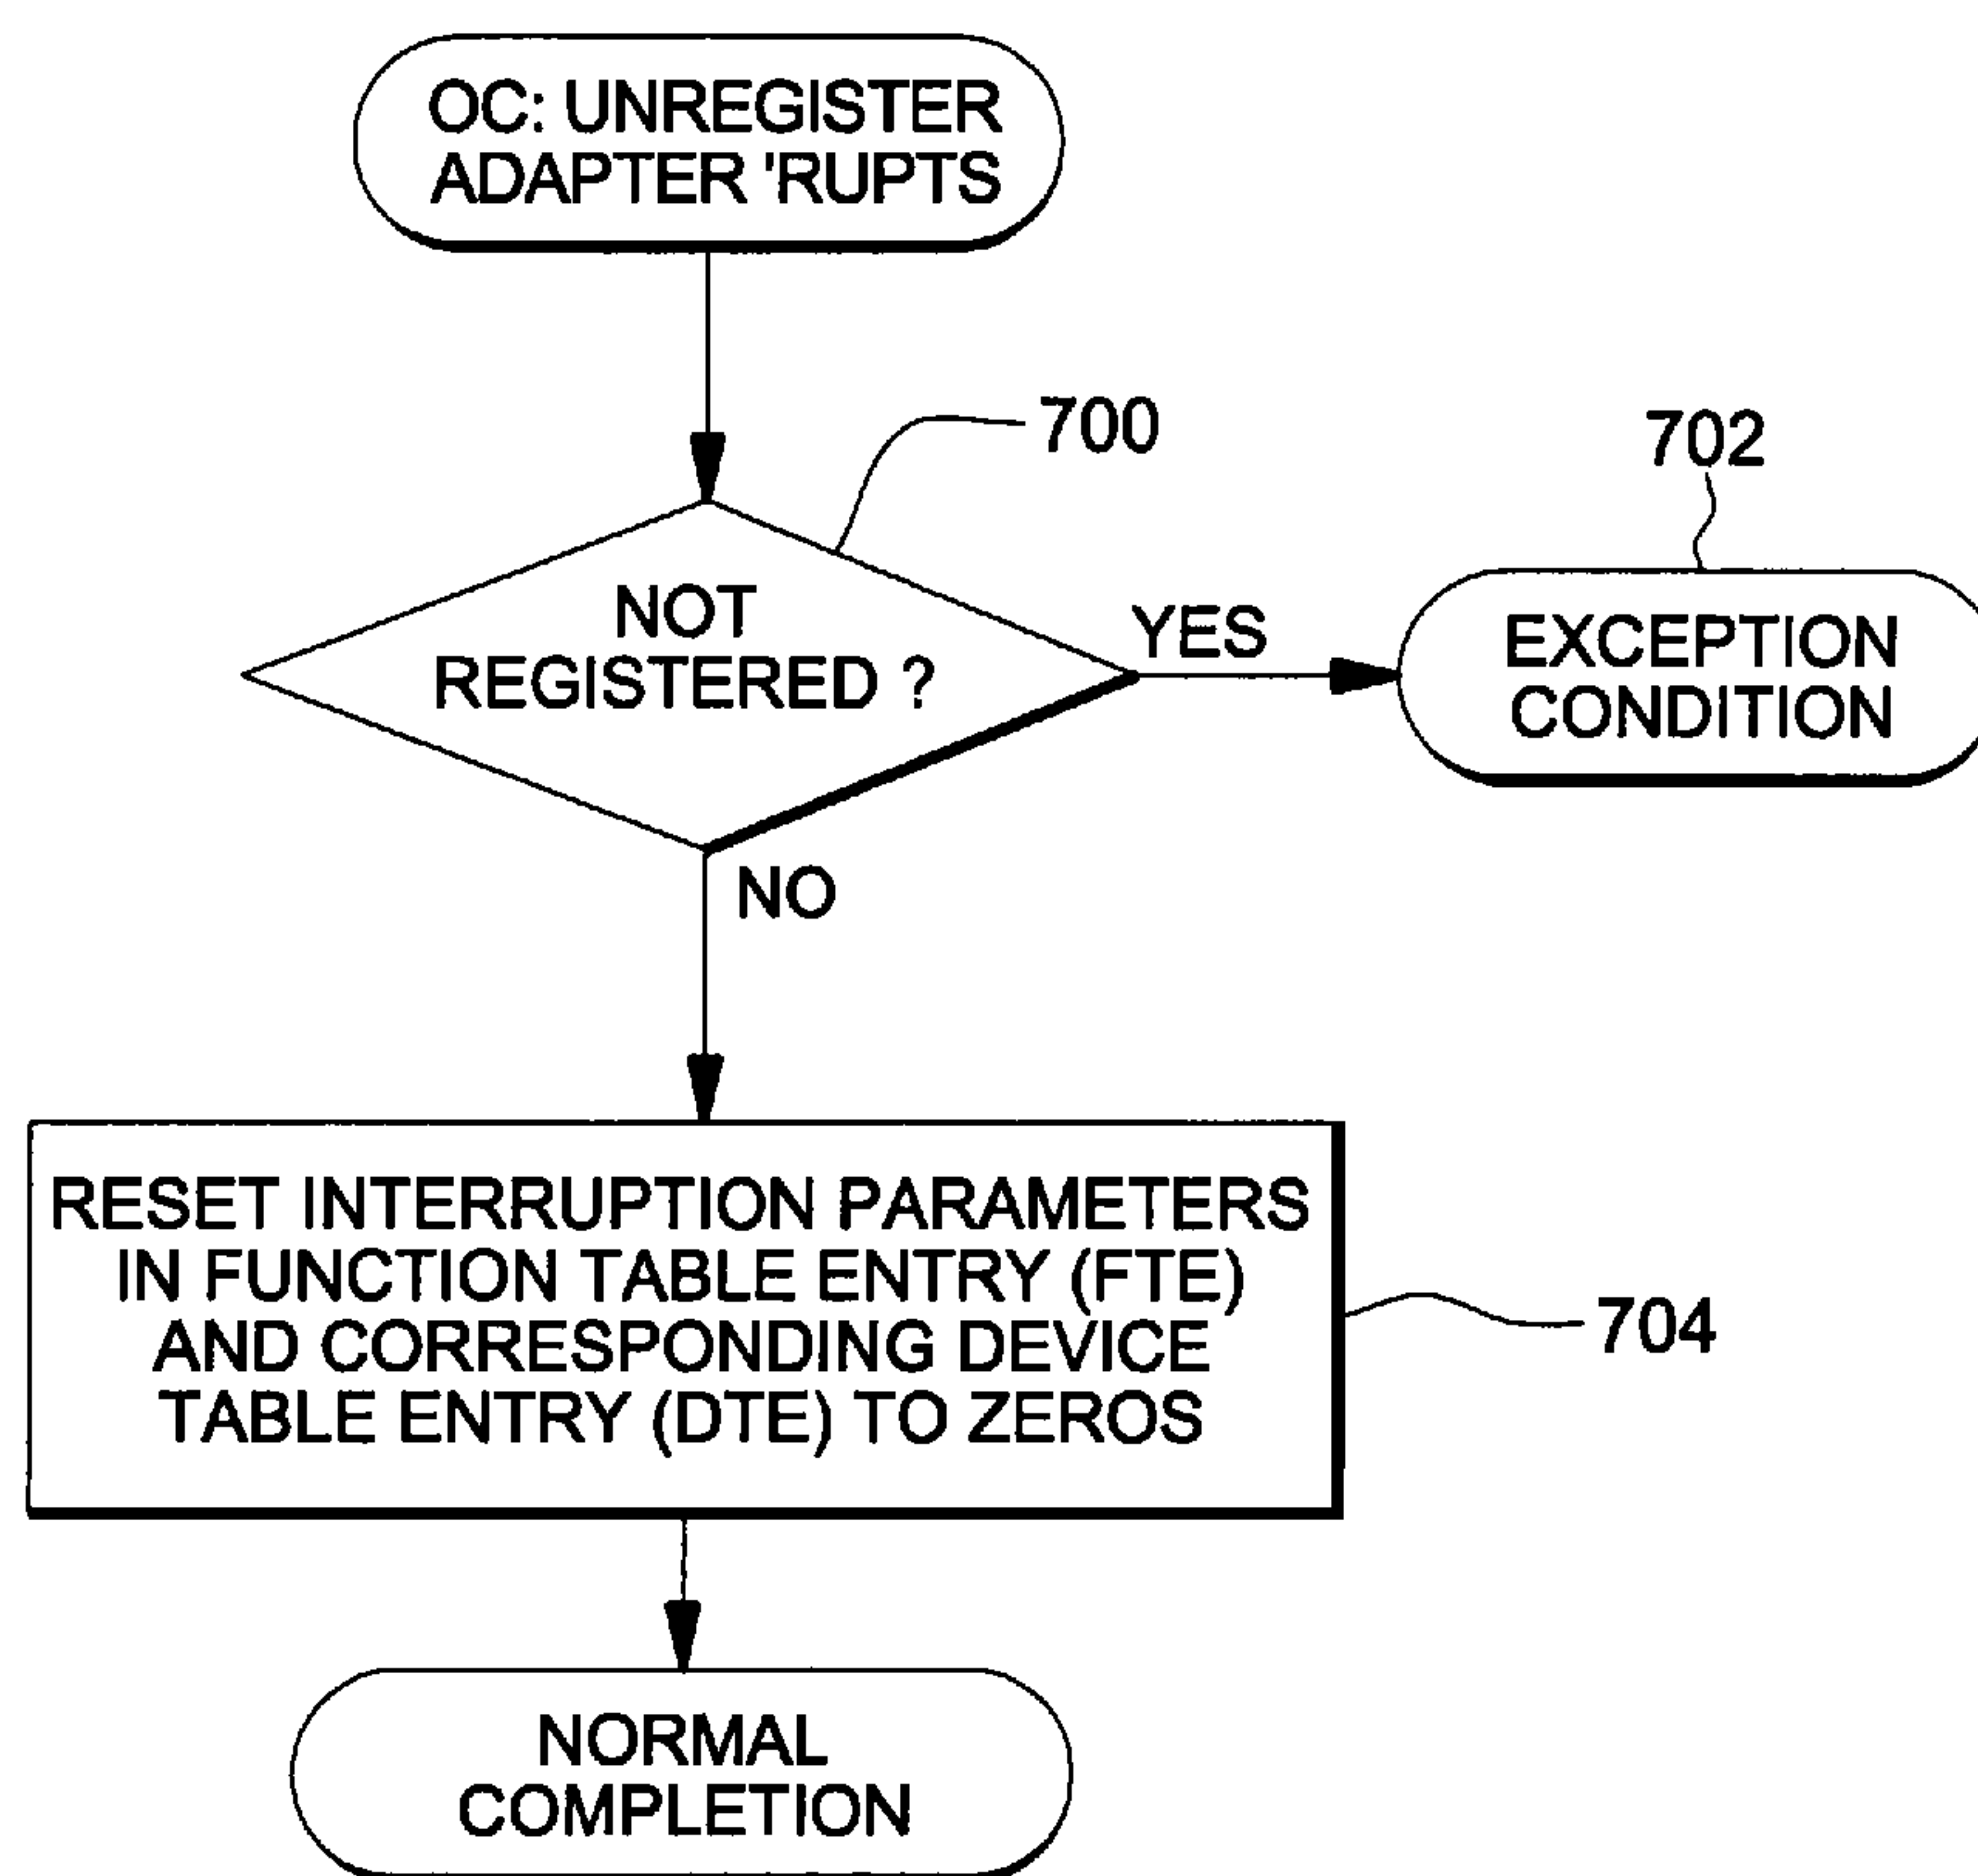 OC: UNREGISTER
ADAPTER 'RUPTS
700
702
NOT
REGISTERED ?
YES
EXCEPTION
CONDITION
NO
RESET INTERRUPTION PARAMETERS
IN FUNCTION TABLE ENTRY (FTE)
AND CORRESPONDING DEVICE
TABLE ENTRY (DTE) TO ZEROS
704
NORMAL
COMPLETION